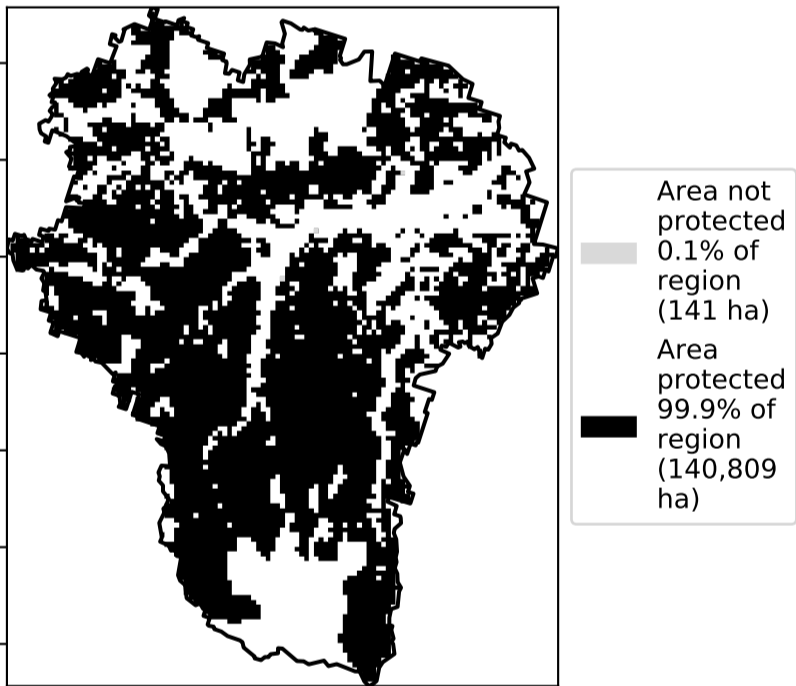 Area not
protected
0.1% of
region
(141 ha)
Area
protected
99.9% of
region
(140,809
ha)